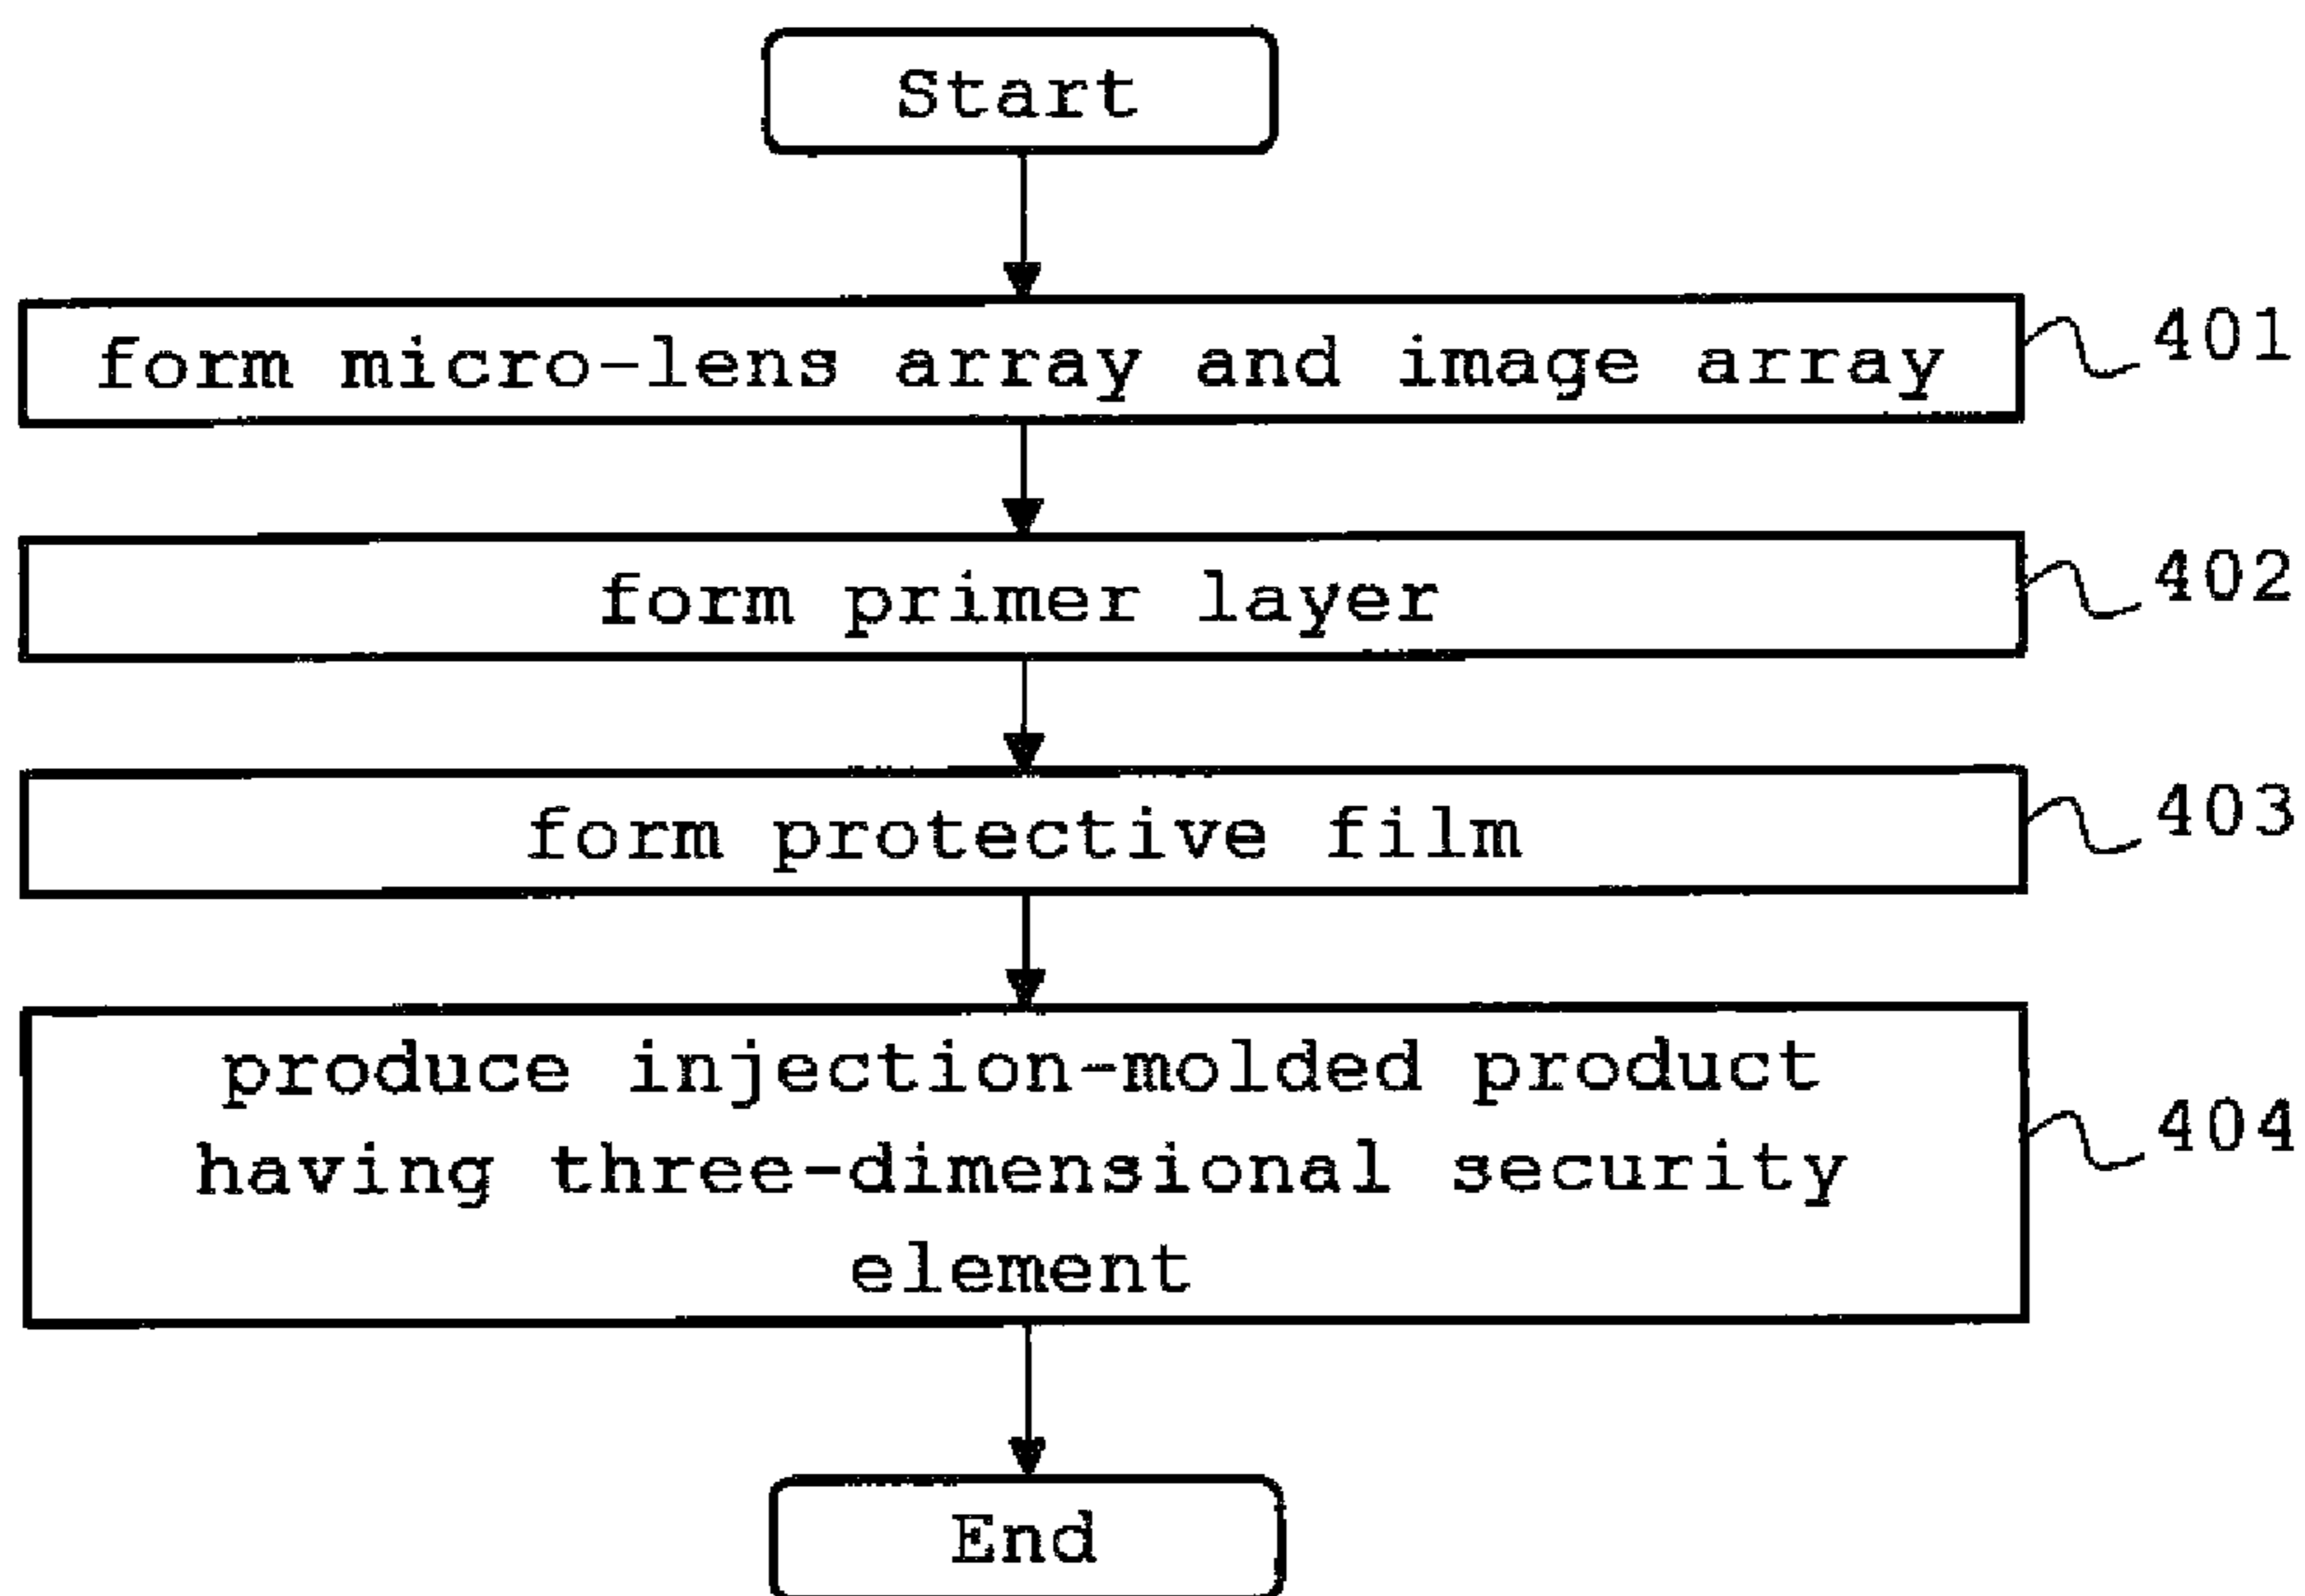 Start
form micro-lens array and image array
401
form primer layer
402
form protective film
403
produce injection-molded product
having three-dimensional security
element
404
End